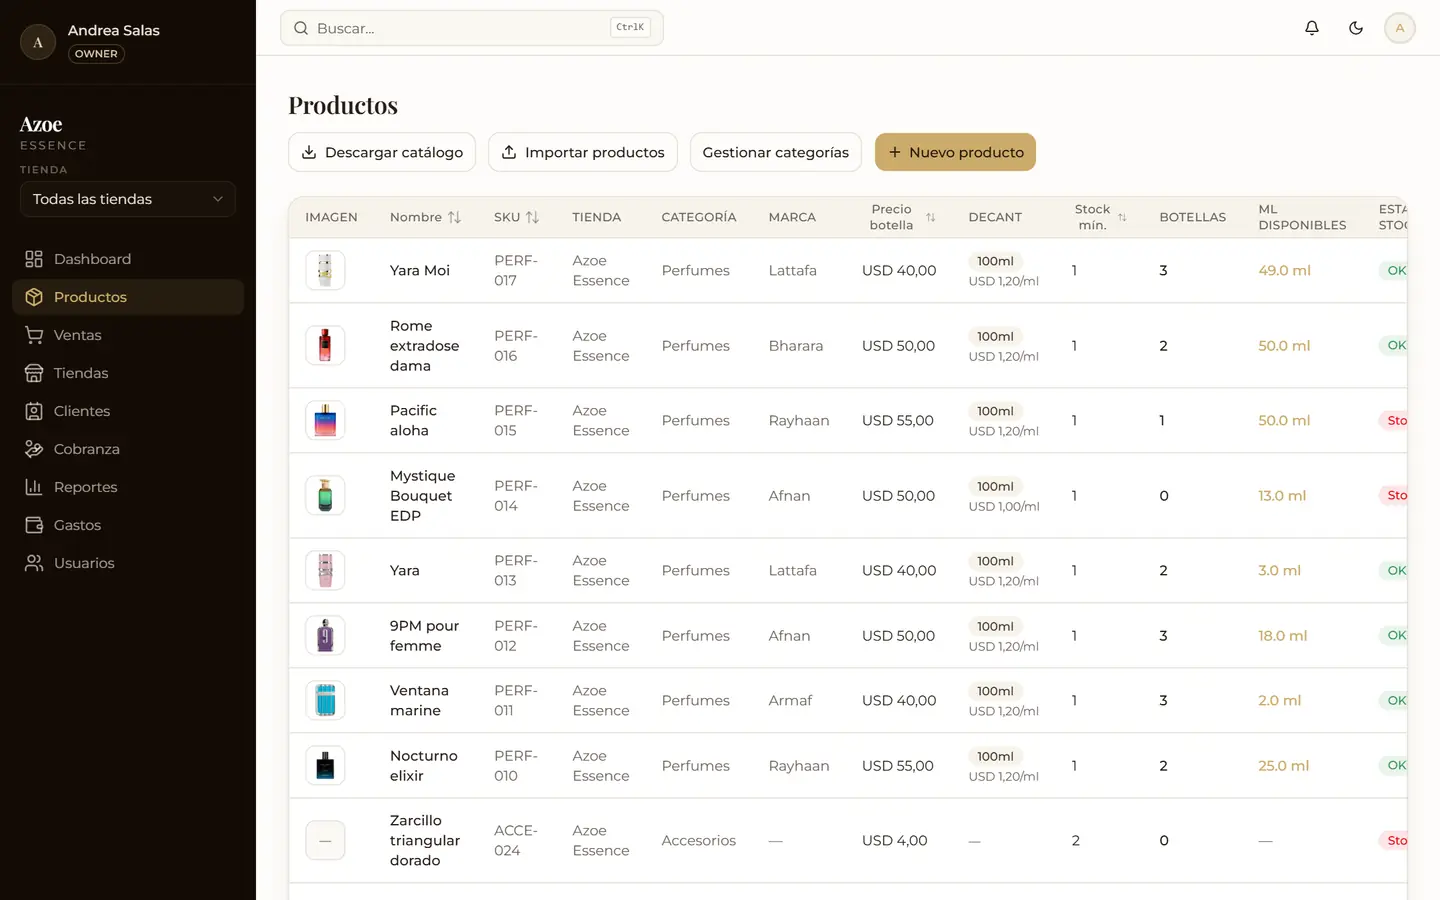 A
Andrea Salas
OWNER
Azoe
ESSENCE
TIENDA
Todas las tiendas
Dashboard
Productos
Ventas
Tiendas
Clientes
Cobranza
Reportes
Gastos
Usuarios
Buscar...
CtrlK
A
Productos
Descargar catálogo
Importar productos
Gestionar categorías
+ Nuevo producto
IMAGEN Nombre SKU TIENDA CATEGORÍA MARCA Precio botella DECANT Stock mín. BOTELLAS ML DISPONIBLES ESTA STOC
Yara Moi PERF-017 Azoe Essence Perfumes Lattafa USD 40,00 100ml USD 1,20/ml 1 3 49.0 ml OK
Rome extradose dama PERF-016 Azoe Essence Perfumes Bharara USD 50,00 100ml USD 1,20/ml 1 2 50.0 ml OK
Pacific aloha PERF-015 Azoe Essence Perfumes Rayhaan USD 55,00 100ml USD 1,20/ml 1 1 50.0 ml Sto
Mystique Bouquet EDP PERF-014 Azoe Essence Perfumes Afnan USD 50,00 100ml USD 1,00/ml 1 0 13.0 ml Sto
Yara PERF-013 Azoe Essence Perfumes Lattafa USD 40,00 100ml USD 1,20/ml 1 2 3.0 ml OK
9PM pour femme PERF-012 Azoe Essence Perfumes Afnan USD 50,00 100ml USD 1,20/ml 1 3 18.0 ml OK
Ventana marine PERF-011 Azoe Essence Perfumes Armaf USD 40,00 100ml USD 1,20/ml 1 3 2.0 ml OK
Nocturno elixir PERF-010 Azoe Essence Perfumes Rayhaan USD 55,00 100ml USD 1,20/ml 1 2 25.0 ml OK
— Zarcillo triangular dorado ACCE-024 Azoe Essence Accesorios — USD 4,00 — 2 0 — Sto